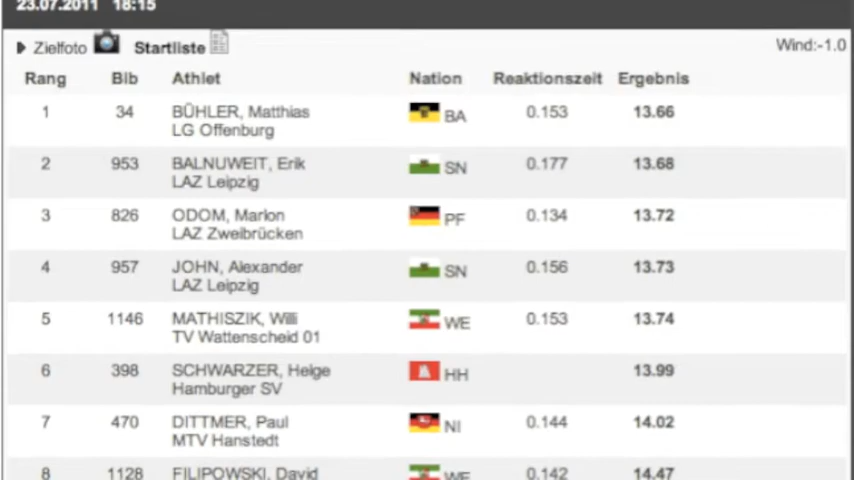 23.07.2011 18:15
Zielfoto Startliste Wind:-1.0
Rang Bib Athlet Nation Reaktionszeit Ergebnis
1 34 BÜHLER, Matthias BA 0.153 13.66
LG Offenburg
2 953 BALNUWEIT, Erik SN 0.177 13.68
LAZ Leipzig
3 826 ODOM, Marlon PF 0.134 13.72
LAZ Zweibrücken
4 957 JOHN, Alexander SN 0.156 13.73
LAZ Leipzig
5 1146 MATHISZIK, Willi WE 0.153 13.74
TV Wattenscheid 01
6 398 SCHWARZER, Helge HH 13.99
Hamburger SV
7 470 DITTMER, Paul NI 0.144 14.02
MTV Hanstedt
8 1128 FILIPOWSKI, David WE 0.142 14.47